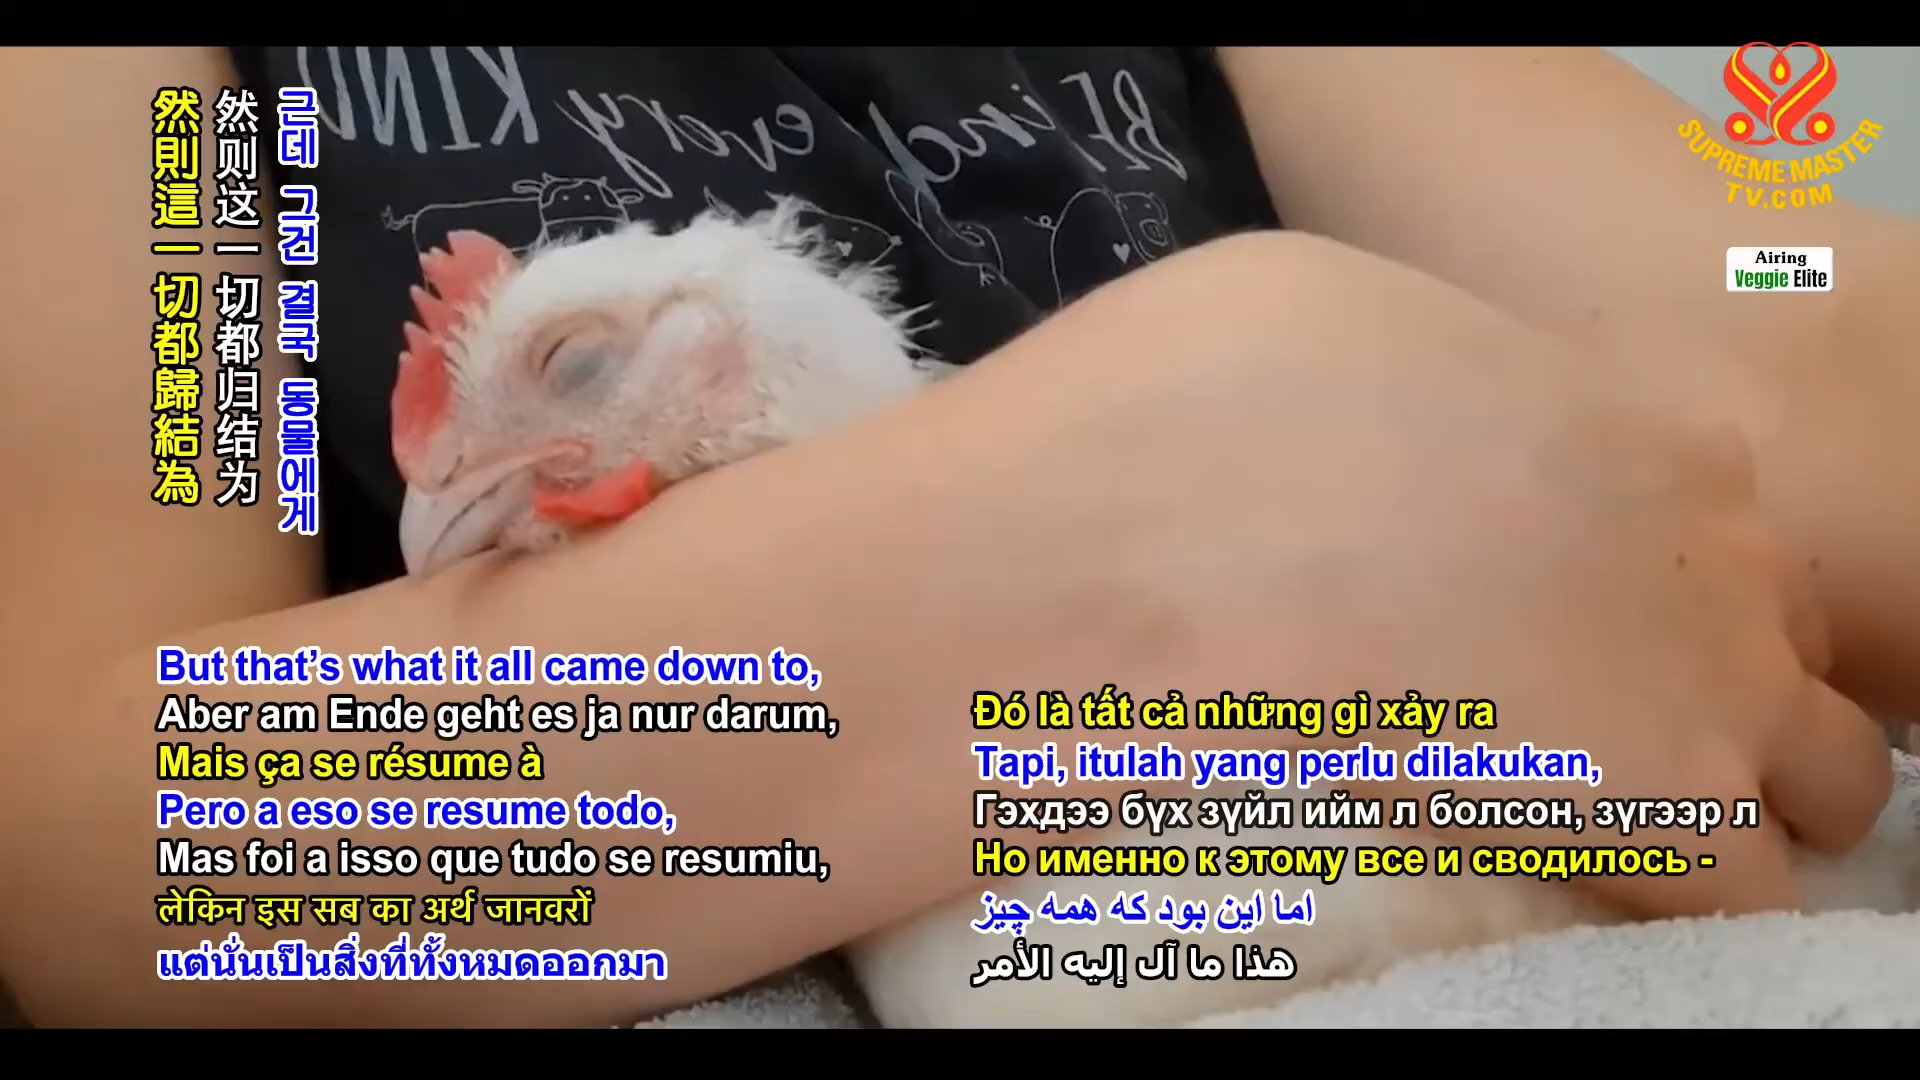 근데 그건 결국 동물에게
然则这一切都归结为
然則這一切都歸結為
BE kind
every
KIND
SUPREME MASTER
TV.COM
Airing
Veggie Elite
But that’s what it all came down to,
Aber am Ende geht es ja nur darum,
Mais ça se résume à
Pero a eso se resume todo,
Mas foi a isso que tudo se resumiu,
लेकिन इस सब का अर्थ जानवरों
แต่นั่นเป็นสิ่งที่ทั้งหมดออกมา
Đó là tất cả những gì xảy ra
Tapi, itulah yang perlu dilakukan,
Гэхдээ бүх зүйл ийм л болсон, зүгээр л
Но именно к этому все и сводилось -
اما این بود که همه چیز
هذا ما آل إليه الأمر